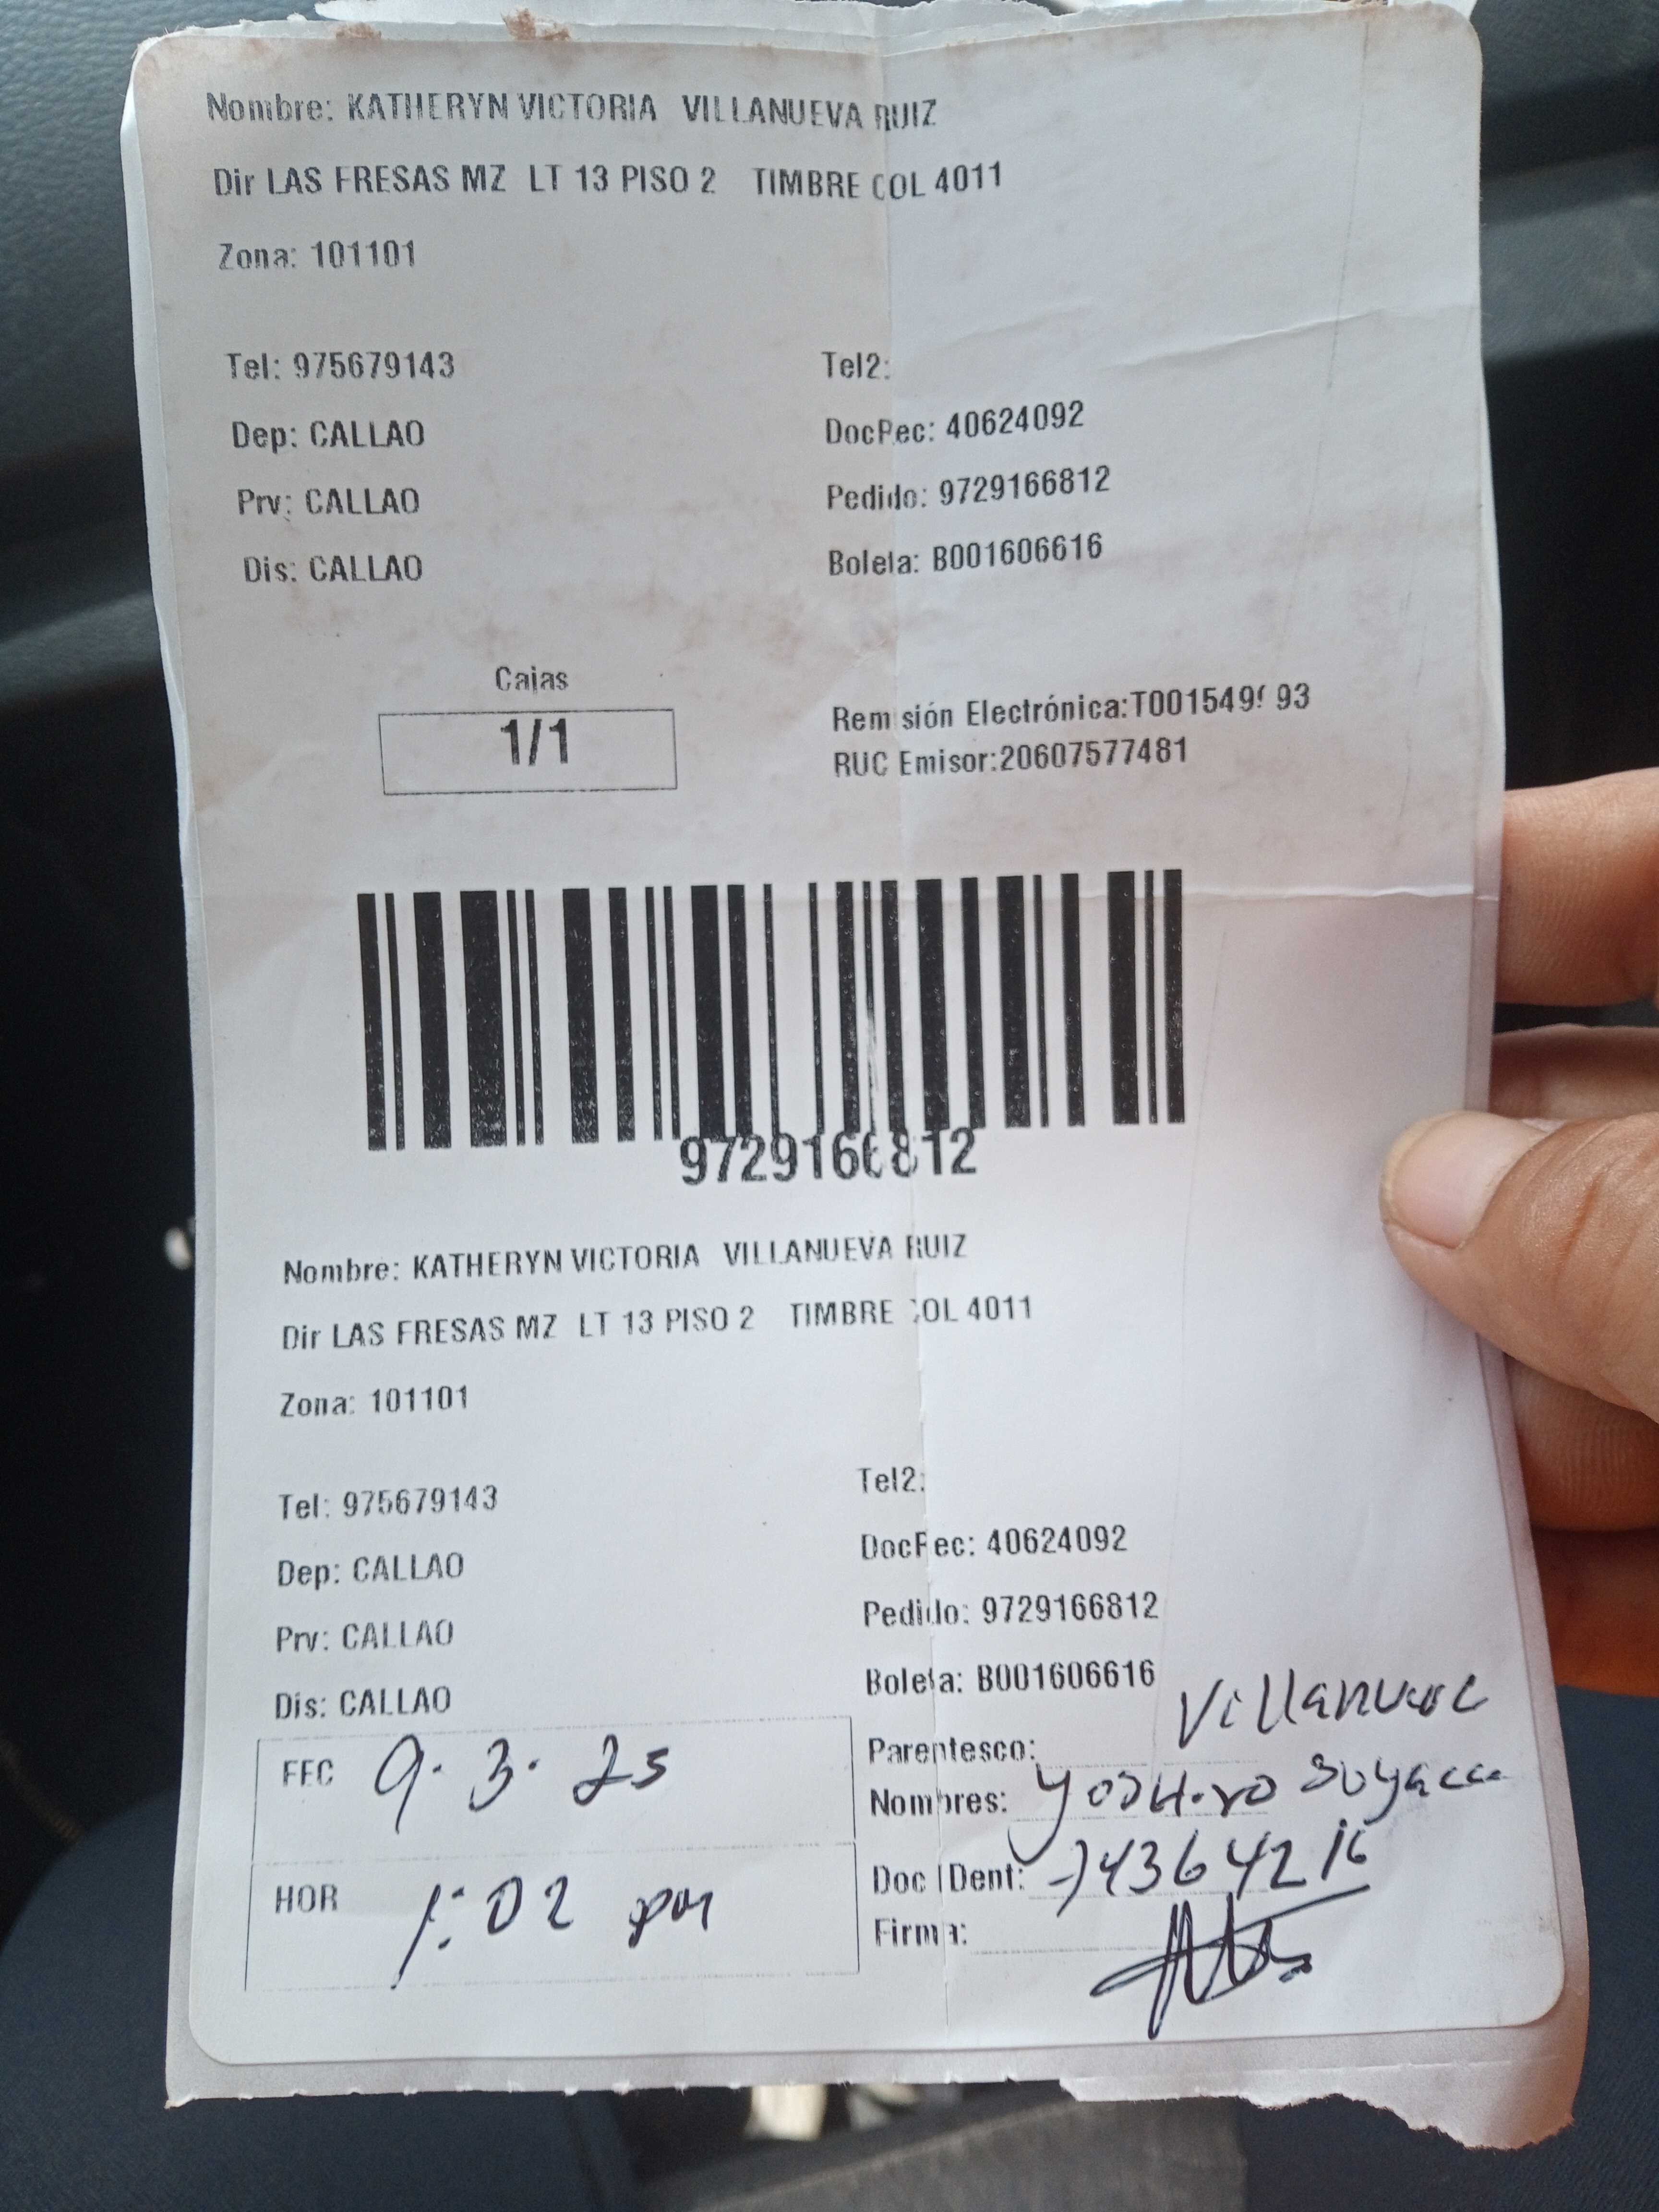 Nombre: KATHERYN VICTORIA VILLANUEVA RUIZ
Dir LAS FRESAS MZ LT 13 PISO 2 TIMBRE COL 4011
Zona: 101101
Tel: 975679143 Tel2:
Dep: CALLAO DocRec: 40624092
Prv: CALLAO Pedido: 9729166812
Dis: CALLAO Boleta: B001606616
Cajas
1/1
Remisión Electrónica:
RUC Emisor:20607577481
9729166812
Nombre: KATHERYN VICTORIA VILLANUEVA RUIZ
Dir LAS FRESAS MZ LT 13 PISO 2 TIMBRE COL 4011
Zona: 101101
Tel: 975679143 Tel2:
Dep: CALLAO DocRec: 40624092
Prv: CALLAO Pedido: 9729166812
Dis: CALLAO Boleta: B001606616
FEC 9.3.25
HOR 1:02 pm
Parentesco:
Nombres:
Doc IDent: 
Firma: